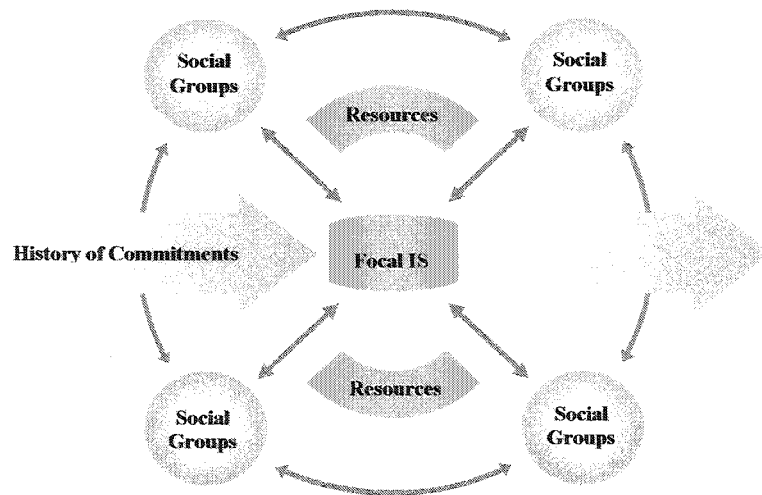 Social
Groups
Social
Groups
Resources
History of Commitments
Focal IS
Resources
Social
Groups
Social
Groups